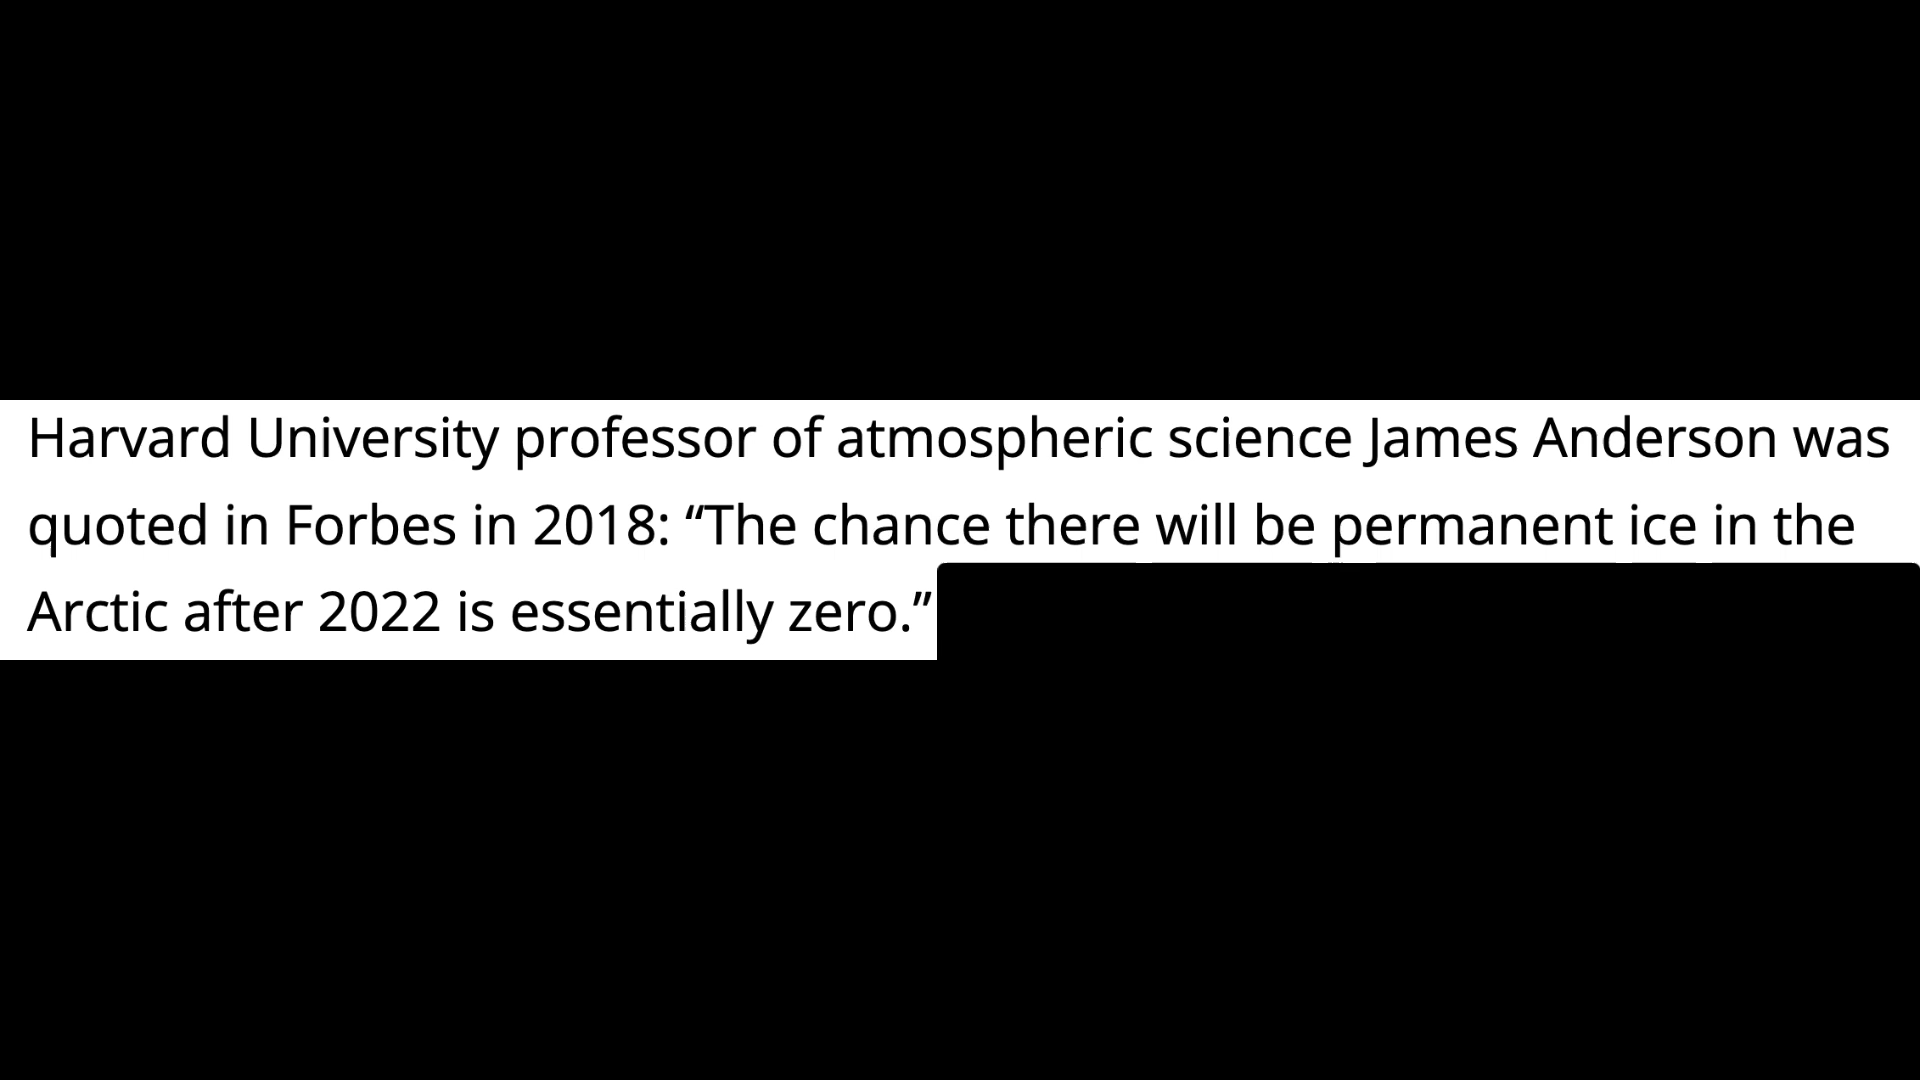 Harvard University professor of atmospheric science James Anderson was
quoted in Forbes in 2018: “The chance there will be permanent ice in the
Arctic after 2022 is essentially zero.”